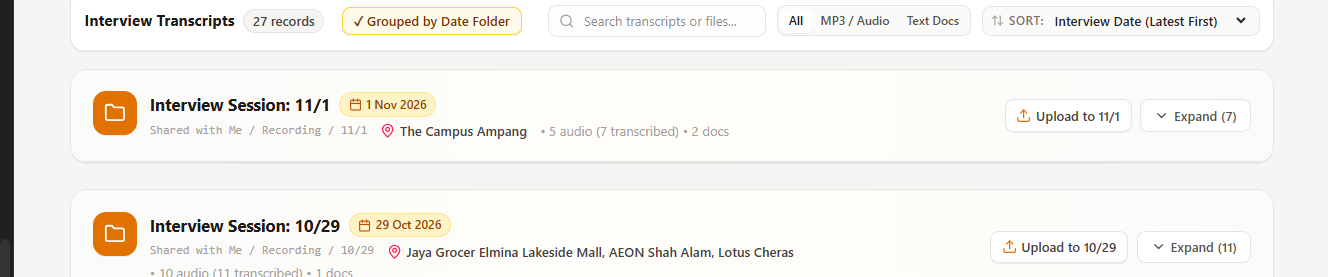 Interview Transcripts 27 records ✓ Grouped by Date Folder Search transcripts or files... All MP3 / Audio Text Docs SORT: Interview Date (Latest First)
Interview Session: 11/1 1 Nov 2026
Shared with Me / Recording / 11/1 The Campus Ampang • 5 audio (7 transcribed) • 2 docs
Upload to 11/1 Expand (7)
Interview Session: 10/29 29 Oct 2026
Shared with Me / Recording / 10/29 Jaya Grocer Elmina Lakeside Mall, AEON Shah Alam, Lotus Cheras
• 10 audio (11 transcribed) • 1 docs
Upload to 10/29 Expand (11)